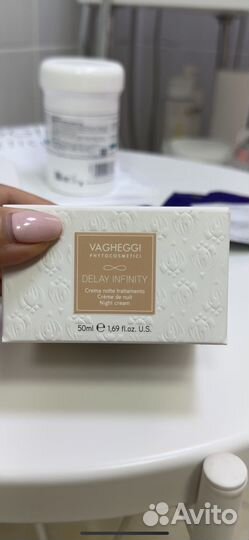 VAGHEGGI
PHYTOCOSMETICI
DELAY INFINITY
Crema notte trattamento
Crème de nuit
Night cream
50ml ℮ 1,69 fl.oz. U.S.
Avito